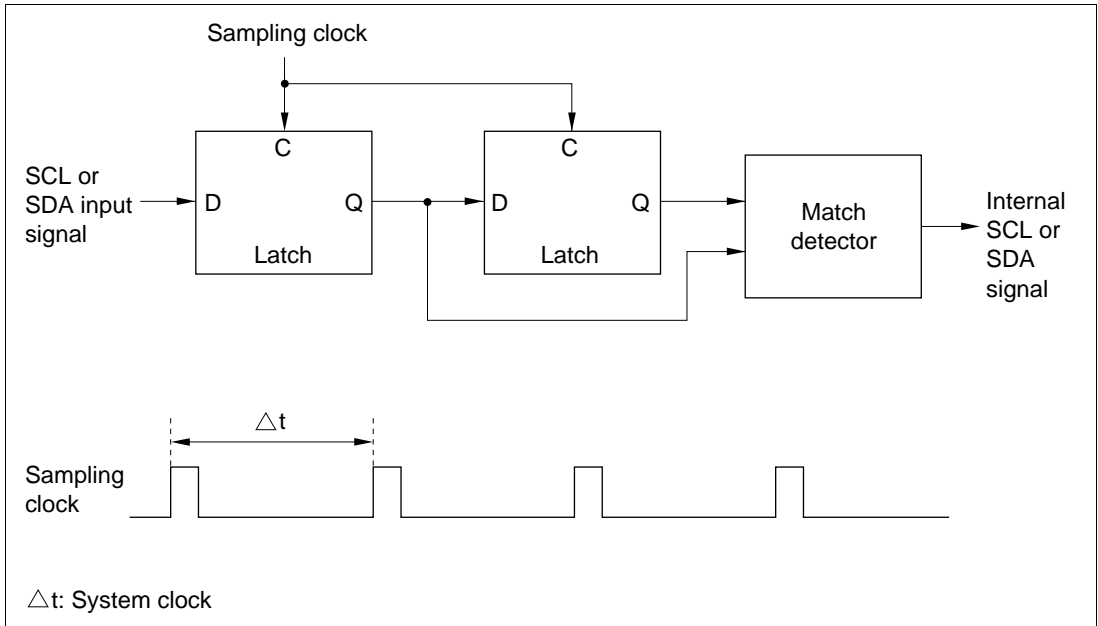 Sampling clock
SCL or
SDA input
signal
C
D
Q
Latch
C
D
Q
Latch
Match
detector
Internal
SCL or
SDA
signal
△t
Sampling
clock
△t: System clock